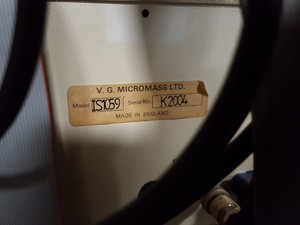 V. G. MICROMASS LTD.
Model IS1059 Serial No. K2004
MADE IN ENGLAND